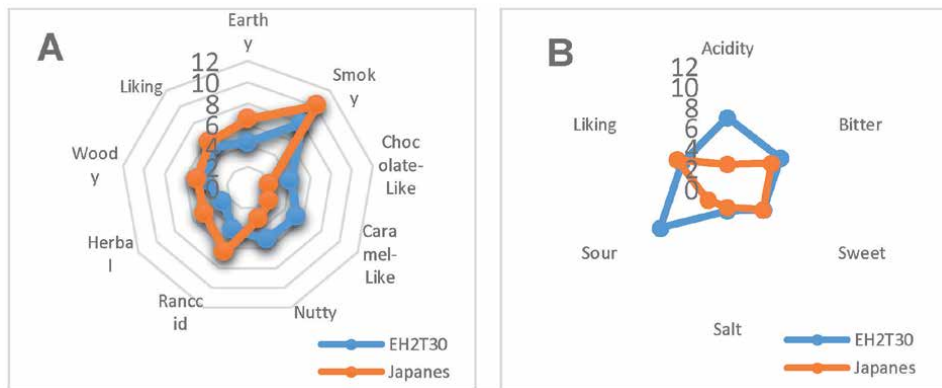 A
Earth
y
Smok
y
Choc
olate-
Like
Cara
mel-
Like
Nutty
Rancc
id
Herba
l
Wood
y
Liking
12
10
8
6
4
2
0
EH2T30
Japanes
B
Acidity
Bitter
Sweet
Salt
Sour
Liking
12
10
8
6
4
2
0
EH2T30
Japanes